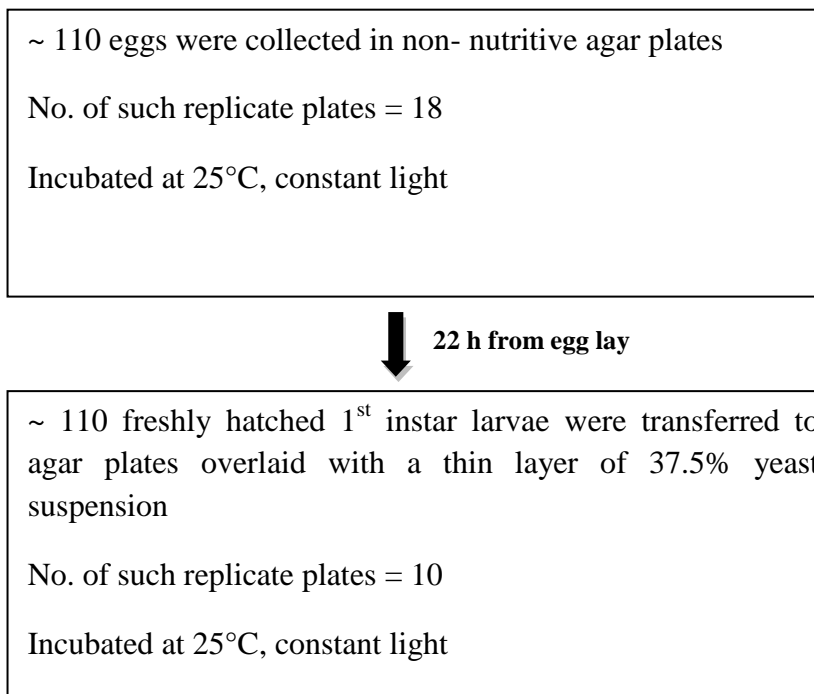 ~ 110 eggs were collected in non- nutritive agar plates
No. of such replicate plates = 18
Incubated at 25°C, constant light
22 h from egg lay
~ 110 freshly hatched 1st instar larvae were transferred to
agar plates overlaid with a thin layer of 37.5% yeast
suspension
No. of such replicate plates = 10
Incubated at 25°C, constant light